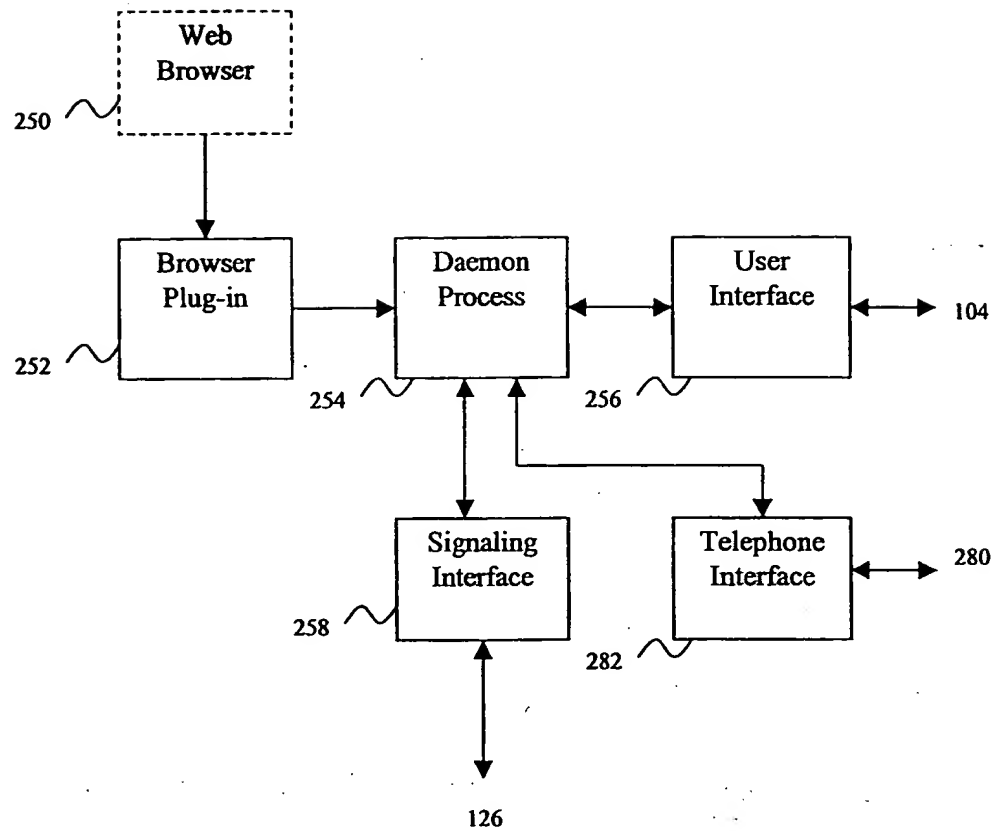 Web
Browser
250
Browser
Plug-in
252
Daemon
Process
254
User
Interface
256
104
Signaling
Interface
258
Telephone
Interface
282
280
126